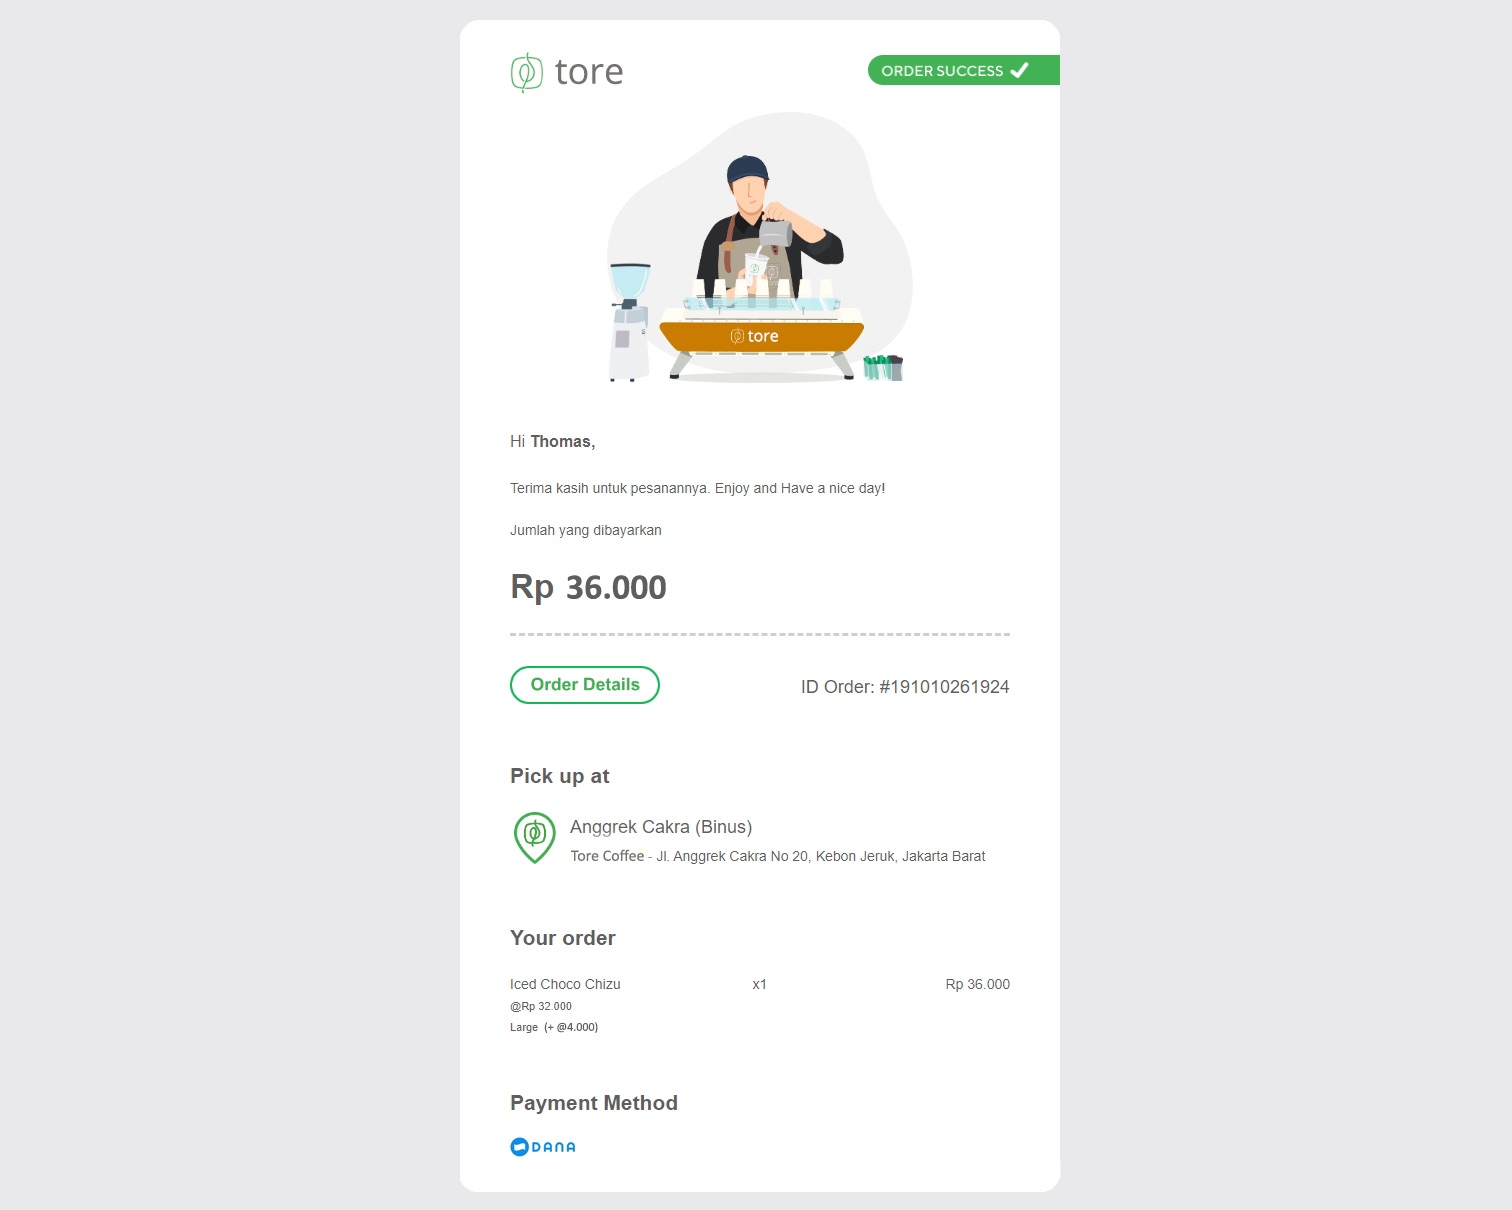 tore
ORDER SUCCESS
tore
Hi Thomas,
Terima kasih untuk pesanannya. Enjoy and Have a nice day!
Jumlah yang dibayarkan
Rp 36.000
Order Details
ID Order: #191010261924
Pick up at
Anggrek Cakra (Binus)
Tore Coffee - Jl. Anggrek Cakra No 20, Kebon Jeruk, Jakarta Barat
Your order
Iced Choco Chizu x1 Rp 36.000
@Rp 32.000
Large (+ @4.000)
Payment Method
DANA